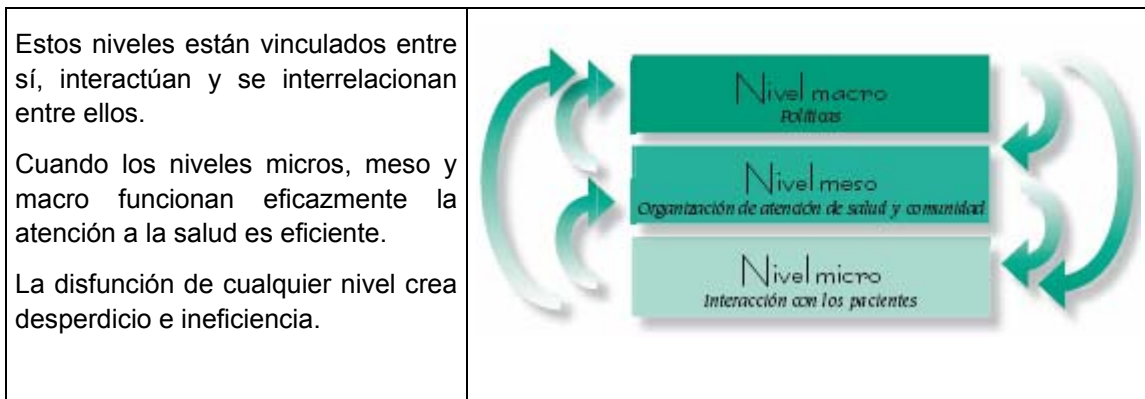 Estos niveles están vinculados entre
sí, interactúan y se interrelacionan
entre ellos.
Cuando los niveles micros, meso y
macro funcionan eficazmente la
atención a la salud es eficiente.
La disfunción de cualquier nivel crea
desperdicio e ineficiencia.
Nivel macro
Políticas
Nivel meso
Organización de atención de salud y comunidad
Nivel micro
Interacción con los pacientes